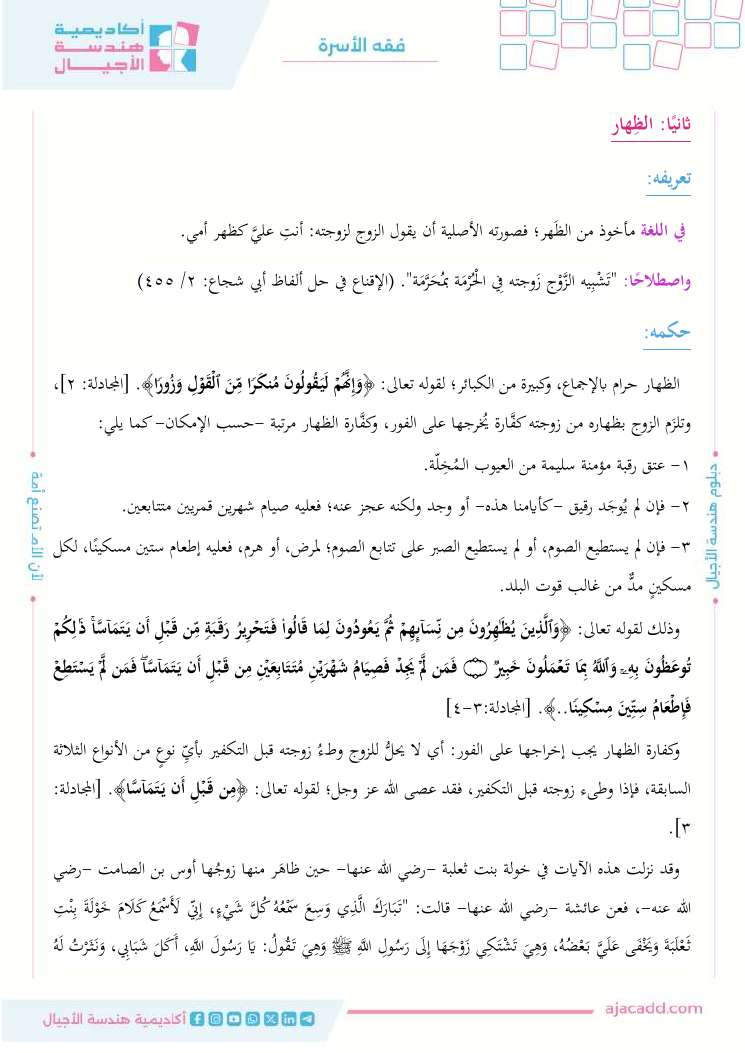 أكاديمية
هندسة
الأجيال
فقه الأسرة
ثانيًا: الظِهار
تعريفه:
في اللغة مأخوذ من الظَهر؛ فصورته الأصلية أن يقول الزوج لزوجته: أنتِ عليَّ كظهر أمي.
واصطلاحًا: "تَشْبِيه الزَّوْج زَوجته فِي الْحُرْمَة بمُحَرَّمَة". (الإقناع في حل ألفاظ أبي شجاع: ٢/ ٤٥٥)
حكمه:
الظهار حرام بالإجماع، وكبيرة من الكبائر؛ لقوله تعالى: ﴿وَإِنَّهُمْ لَيَقُولُونَ مُنكَرًا مِّنَ ٱلْقَوْلِ وَزُورًا﴾. [المجادلة: ٢]،
وتلزَم الزوج بظهاره من زوجته كفَّارة يُخرجها على الفور، وكفَّارة الظهار مرتبة –حسب الإمكان– كما يلي:
١– عتق رقبة مؤمنة سليمة من العيوب المُخِلّة.
٢– فإن لم يُوجَد رقيق –كأيامنا هذه– أو وجد ولكنه عجز عنه؛ فعليه صيام شهرين قمريين متتابعين.
٣– فإن لم يستطيع الصوم، أو لم يستطيع الصبر على تتابع الصوم؛ لمرض، أو هرم، فعليه إطعام ستين مسكينًا، لكل
مسكينٍ مدٌّ من غالب قوت البلد.
وذلك لقوله تعالى: ﴿وَٱلَّذِينَ يُظَٰهِرُونَ مِن نِّسَآئِهِمْ ثُمَّ يَعُودُونَ لِمَا قَالُواْ فَتَحْرِيرُ رَقَبَةٖ مِّن قَبْلِ أَن يَتَمَآسَّاۚ ذَٰلِكُمْ
تُوعَظُونَ بِهِۦۚ وَٱللَّهُ بِمَا تَعْمَلُونَ خَبِيرٞ ۝ فَمَن لَّمْ يَجِدْ فَصِيَامُ شَهْرَيْنِ مُتَتَابِعَيْنِ مِن قَبْلِ أَن يَتَمَآسَّاۖ فَمَن لَّمْ يَسْتَطِعْ
فَإِطْعَامُ سِتِّينَ مِسْكِينٗا..﴾. [المجادلة:٣-٤]
وكفارة الظهار يجب إخراجها على الفور: أي لا يحلُّ للزوج وطءُ زوجته قبل التكفير بأيِّ نوعٍ من الأنواع الثلاثة
السابقة، فإذا وطىء زوجته قبل التكفير، فقد عصى الله عز وجل؛ لقوله تعالى: ﴿مِن قَبْلِ أَن يَتَمَآسَّا﴾. [المجادلة:
٣].
وقد نزلت هذه الآيات في خولة بنت ثعلبة –رضي الله عنها– حين ظاهَر منها زوجُها أوس بن الصامت –رضي
الله عنه–، فعن عائشة –رضي الله عنها– قالت: "تَبَارَكَ الَّذِي وَسِعَ سَمْعُهُ كُلَّ شَيْءٍ، إِنِّي لَأَسْمَعُ كَلَامَ خَوْلَةَ بِنْتِ
ثَعْلَبَةَ وَيَخْفَى عَلَيَّ بَعْضُهُ، وَهِيَ تَشْتَكِي زَوْجَهَا إِلَى رَسُولِ اللَّهِ ﷺ وَهِيَ تَقُولُ: يَا رَسُولَ اللَّهِ، أَكَلَ شَبَابِي، وَنَثَرْتُ لَهُ
دبلوم هندسة الأجيال
لأن الأم تصنع أمة
ajacadd.com
أكاديمية هندسة الأجيال